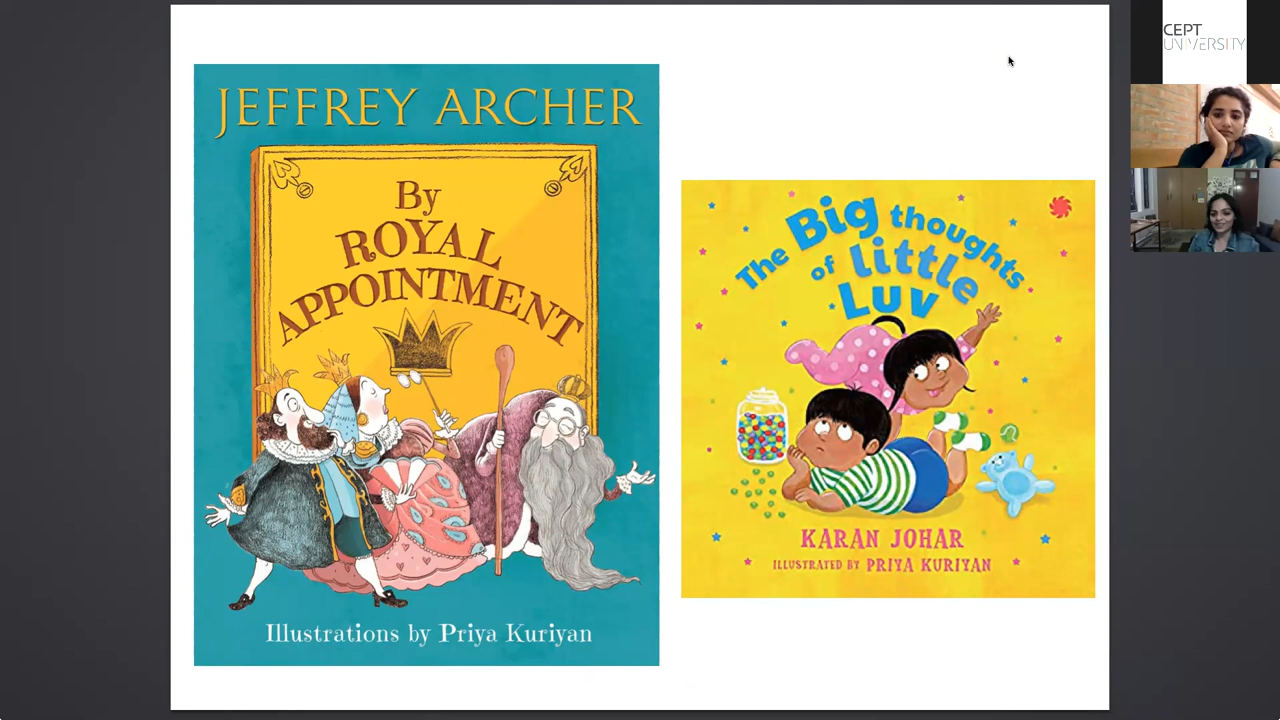 JEFFREY ARCHER
By
ROYAL
APPOINTMENT
Illustrations by Priya Kuriyan
The Big thoughts
of little
Luv
KARAN JOHAR
ILLUSTRATED BY PRIYA KURIYAN
CEPT
UNIVERSITY